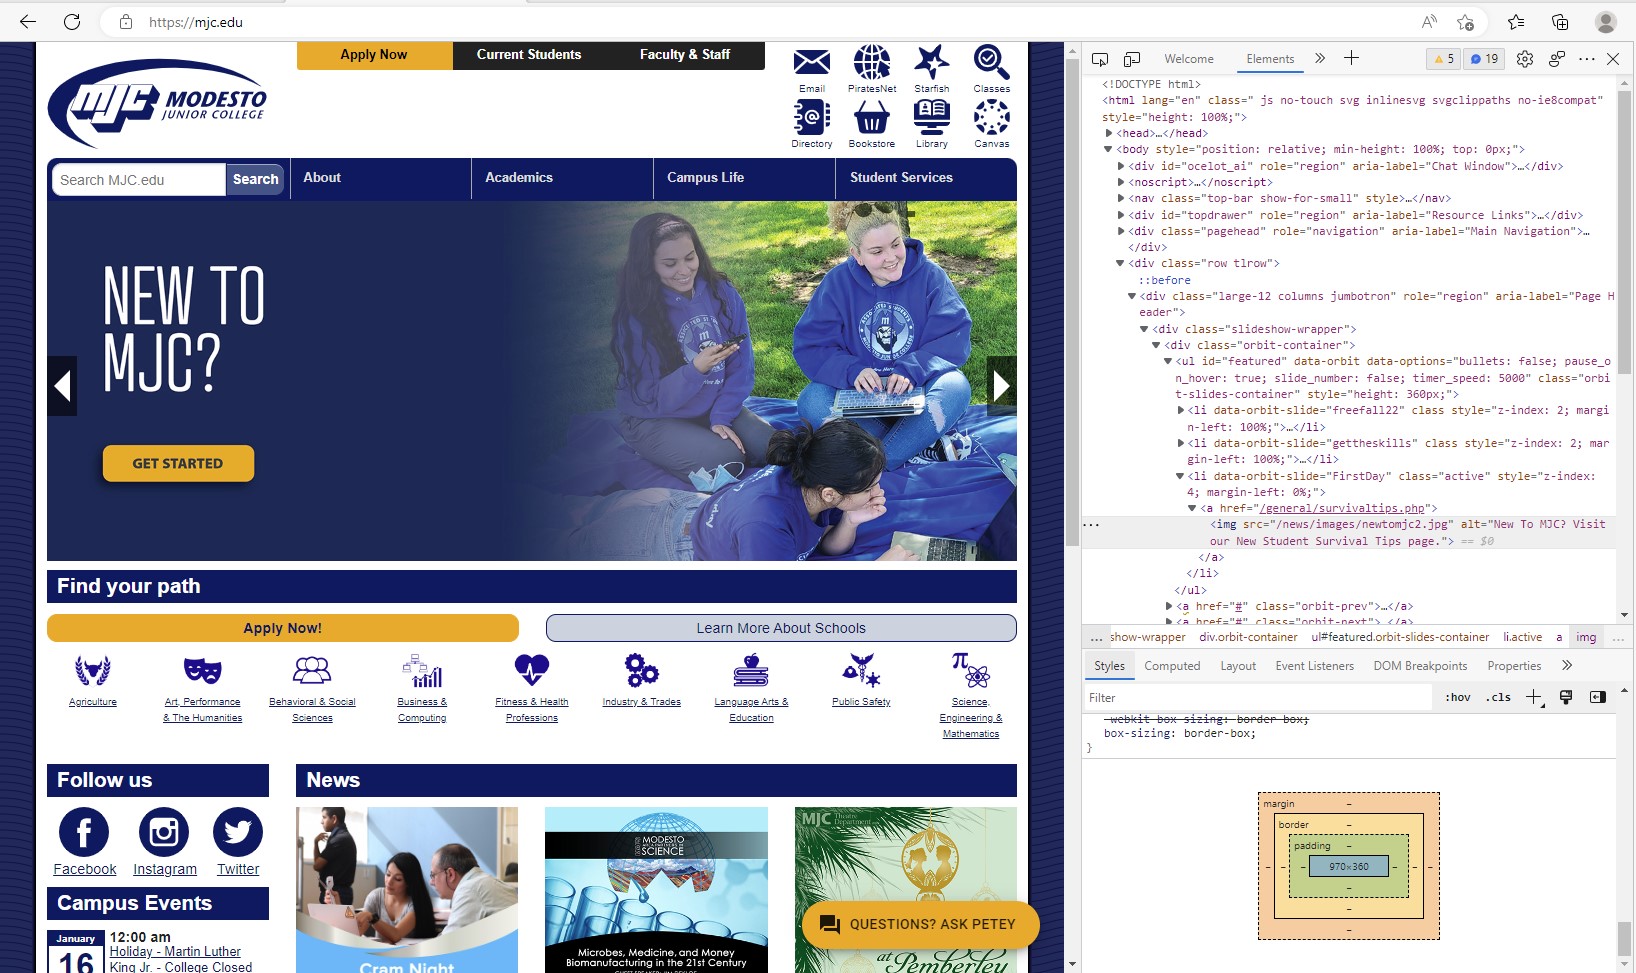 https://mjc.edu
Apply Now
Current Students
Faculty & Staff
MJC MODESTO
JUNIOR COLLEGE
Email
PiratesNet
Starfish
Classes
Directory
Bookstore
Library
Canvas
Search MJC.edu
Search
About
Academics
Campus Life
Student Services
NEW TO
MJC?
GET STARTED
Find your path
Apply Now!
Learn More About Schools
Agriculture
Art, Performance
& The Humanities
Behavioral & Social
Sciences
Business &
Computing
Fitness & Health
Professions
Industry & Trades
Language Arts &
Education
Public Safety
Science,
Engineering &
Mathematics
Follow us
Facebook
Instagram
Twitter
Campus Events
January
16
12:00 am
Holiday - Martin Luther
King Jr. - College Closed
News
Cram Night
MODESTO
SCIENCE
Microbes, Medicine, and Money
Biomanufacturing in the 21st Century
MJC Theatre
Department
at Pemberley
QUESTIONS? ASK PETEY
Welcome
Elements
5
19
<!DOCTYPE html>
<html lang="en" class=" js no-touch svg inlinesvg svgclippaths no-ie8compat"
style="height: 100%;">
<head>…</head>
<body style="position: relative; min-height: 100%; top: 0px;">
<div id="ocelot_ai" role="region" aria-label="Chat Window">…</div>
<noscript>…</noscript>
<nav class="top-bar show-for-small" style>…</nav>
<div id="topdrawer" role="region" aria-label="Resource Links">…</div>
<div class="pagehead" role="navigation" aria-label="Main Navigation">…
</div>
<div class="row tlrow">
::before
<div class="large-12 columns jumbotron" role="region" aria-label="Page H
eader">
<div class="slideshow-wrapper">
<div class="orbit-container">
<ul id="featured" data-orbit data-options="bullets: false; pause_o
n_hover: true; slide_number: false; timer_speed: 5000" class="orbi
t-slides-container" style="height: 360px;">
<li data-orbit-slide="freefall22" class style="z-index: 2; margi
n-left: 100%;">…</li>
<li data-orbit-slide="gettheskills" class style="z-index: 2; mar
gin-left: 100%;">…</li>
<li data-orbit-slide="FirstDay" class="active" style="z-index:
4; margin-left: 0%;">
<a href="/general/survivaltips.php">
<img src="/news/images/newtomjc2.jpg" alt="New To MJC? Visit
our New Student Survival Tips page."> == $0
</a>
</li>
</ul>
<a href="#" class="orbit-prev">…</a>
<a href="#" class="orbit-next">…</a>
… show-wrapper div.orbit-container ul#featured.orbit-slides-container li.active a img …
Styles
Computed
Layout
Event Listeners
DOM Breakpoints
Properties
Filter
:hov .cls
-webkit-box-sizing: border-box;
box-sizing: border-box;
}
margin
border
padding
970×360